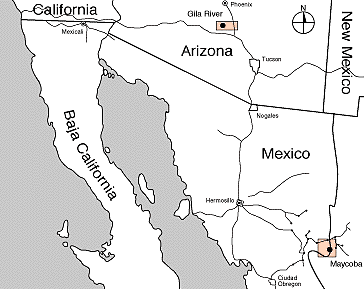 California
Phoenix
Gila River
N
Mexicali
Arizona
New Mexico
Tucson
Nogales
Baja California
Mexico
Hermosillo
Maycoba
Ciudad
Obregon